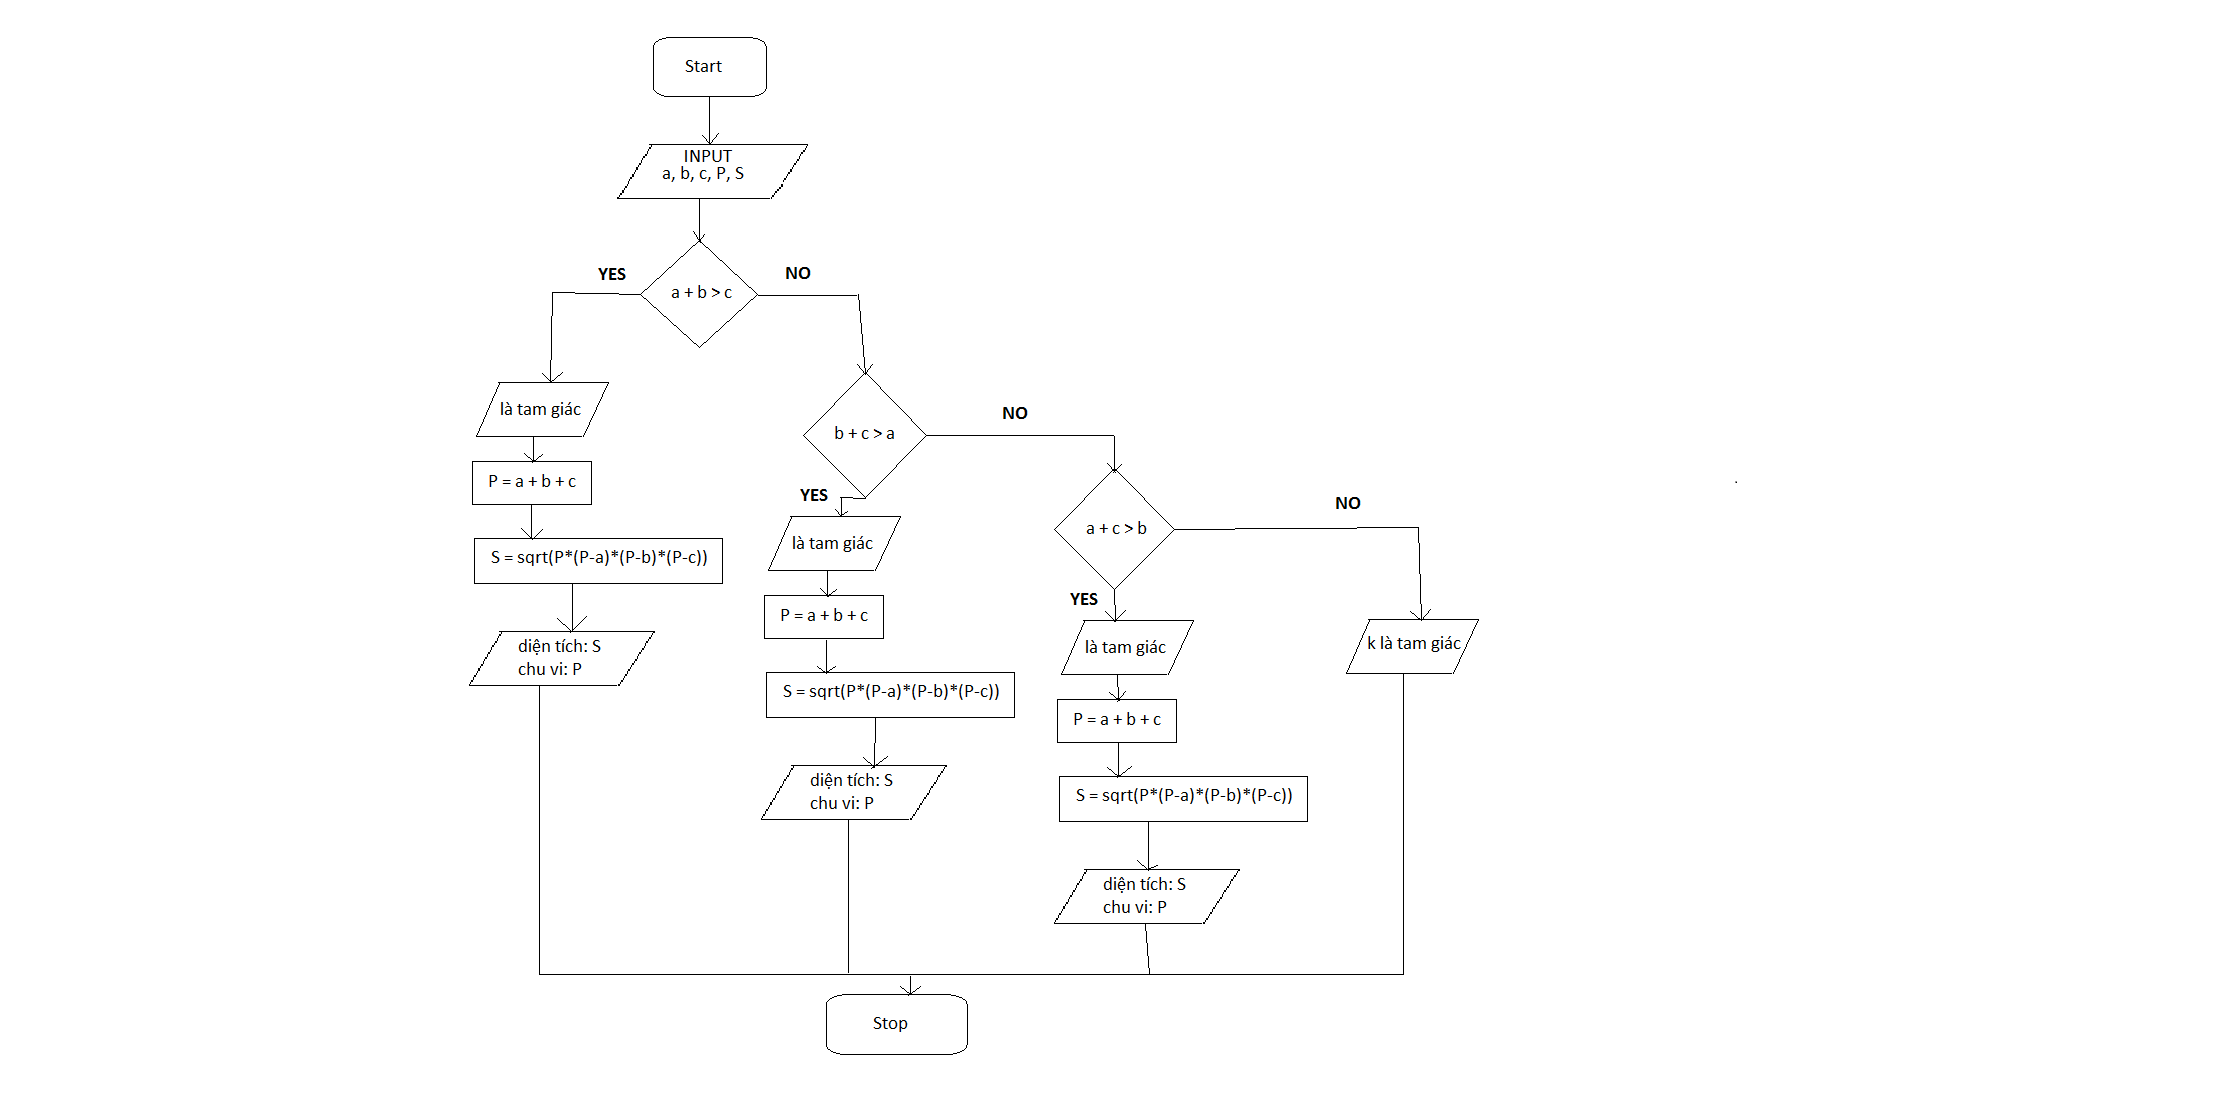 Start
INPUT
a, b, c, P, S
YES
NO
a + b > c
là tam giác
P = a + b + c
S = sqrt(P*(P-a)*(P-b)*(P-c))
diện tích: S
chu vi: P
b + c > a
NO
YES
là tam giác
P = a + b + c
S = sqrt(P*(P-a)*(P-b)*(P-c))
diện tích: S
chu vi: P
a + c > b
NO
YES
là tam giác
P = a + b + c
S = sqrt(P*(P-a)*(P-b)*(P-c))
diện tích: S
chu vi: P
k là tam giác
Stop